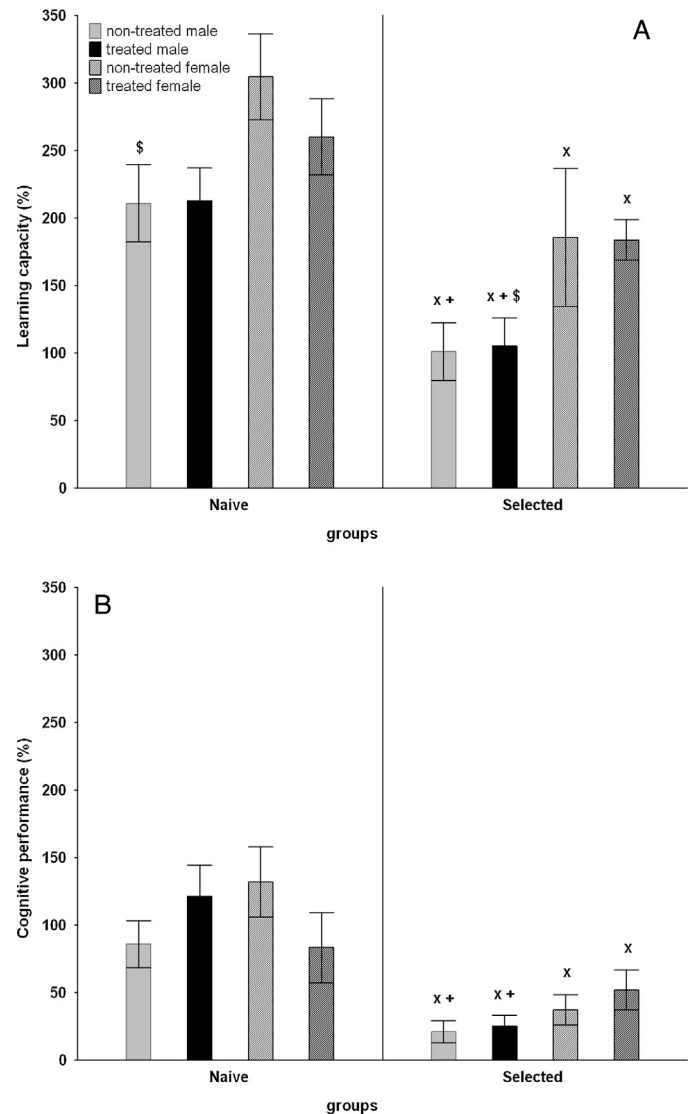 A
non-treated male
treated male
non-treated female
treated female
350
300
250
200
150
100
50
0
Learning capacity (%)
$
x +
x + $
x
x
Naive
Selected
groups
B
350
300
250
200
150
100
50
0
Cognitive performance (%)
x +
x +
x
x
Naive
Selected
groups